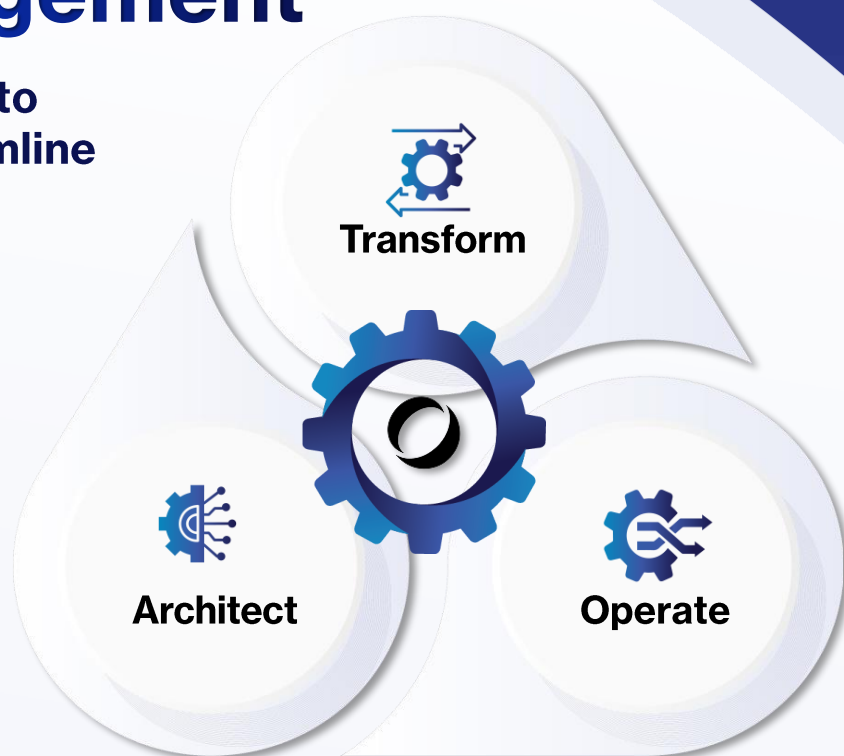 gement
to
mline
Transform
Architect
Operate